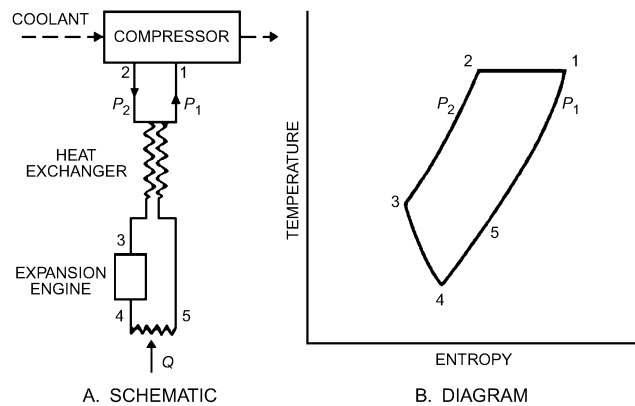 COOLANT
COMPRESSOR
2 1
P2 P1
HEAT
EXCHANGER
3
EXPANSION
ENGINE
4 5
Q
A. SCHEMATIC
TEMPERATURE
2 1
P2 P1
3
5
4
ENTROPY
B. DIAGRAM